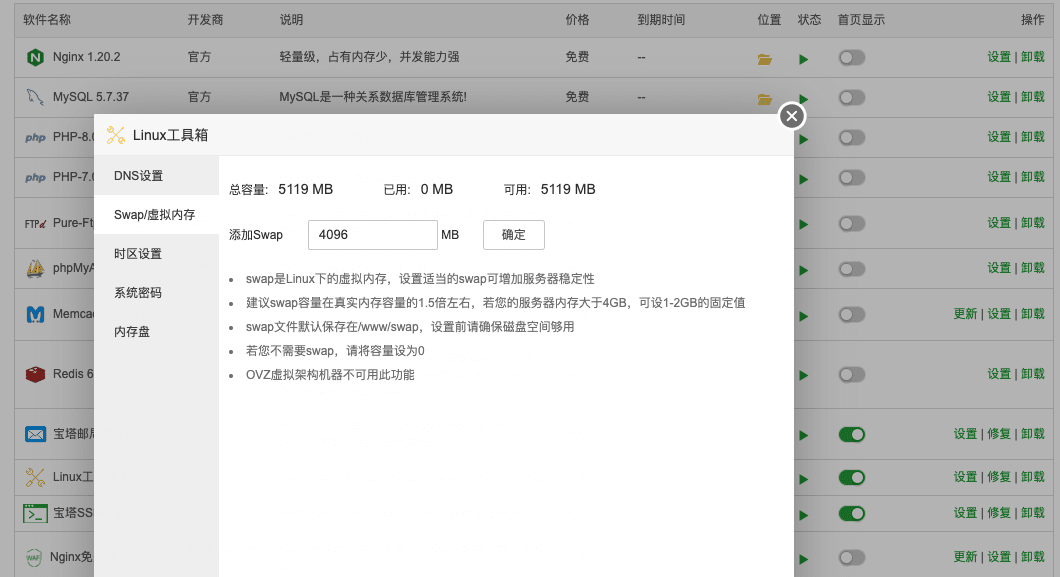 软件名称 开发商 说明 价格 到期时间 位置 状态 首页显示 操作
Nginx 1.20.2 官方 轻量级，占有内存少，并发能力强 免费 -- 设置 | 卸载
MySQL 5.7.37 官方 MySQL是一种关系数据库管理系统! 免费 -- 设置 | 卸载
php PHP-8.0 设置 | 卸载
php PHP-7.0 设置 | 卸载
FTPd Pure-Ft 设置 | 卸载
phpMyA 设置 | 卸载
Memcac 更新 | 设置 | 卸载
Redis 6 设置 | 卸载
宝塔邮局 设置 | 修复 | 卸载
Linux工 设置 | 修复 | 卸载
宝塔SS 设置 | 修复 | 卸载
WAF Nginx免 更新 | 设置 | 卸载
Linux工具箱
DNS设置
Swap/虚拟内存
时区设置
系统密码
内存盘
总容量: 5119 MB 已用: 0 MB 可用: 5119 MB
添加Swap 4096 MB 确定
swap是Linux下的虚拟内存，设置适当的swap可增加服务器稳定性
建议swap容量在真实内存容量的1.5倍左右，若您的服务器内存大于4GB，可设1-2GB的固定值
swap文件默认保存在/www/swap，设置前请确保磁盘空间够用
若您不需要swap，请将容量设为0
OVZ虚拟架构机器不可用此功能